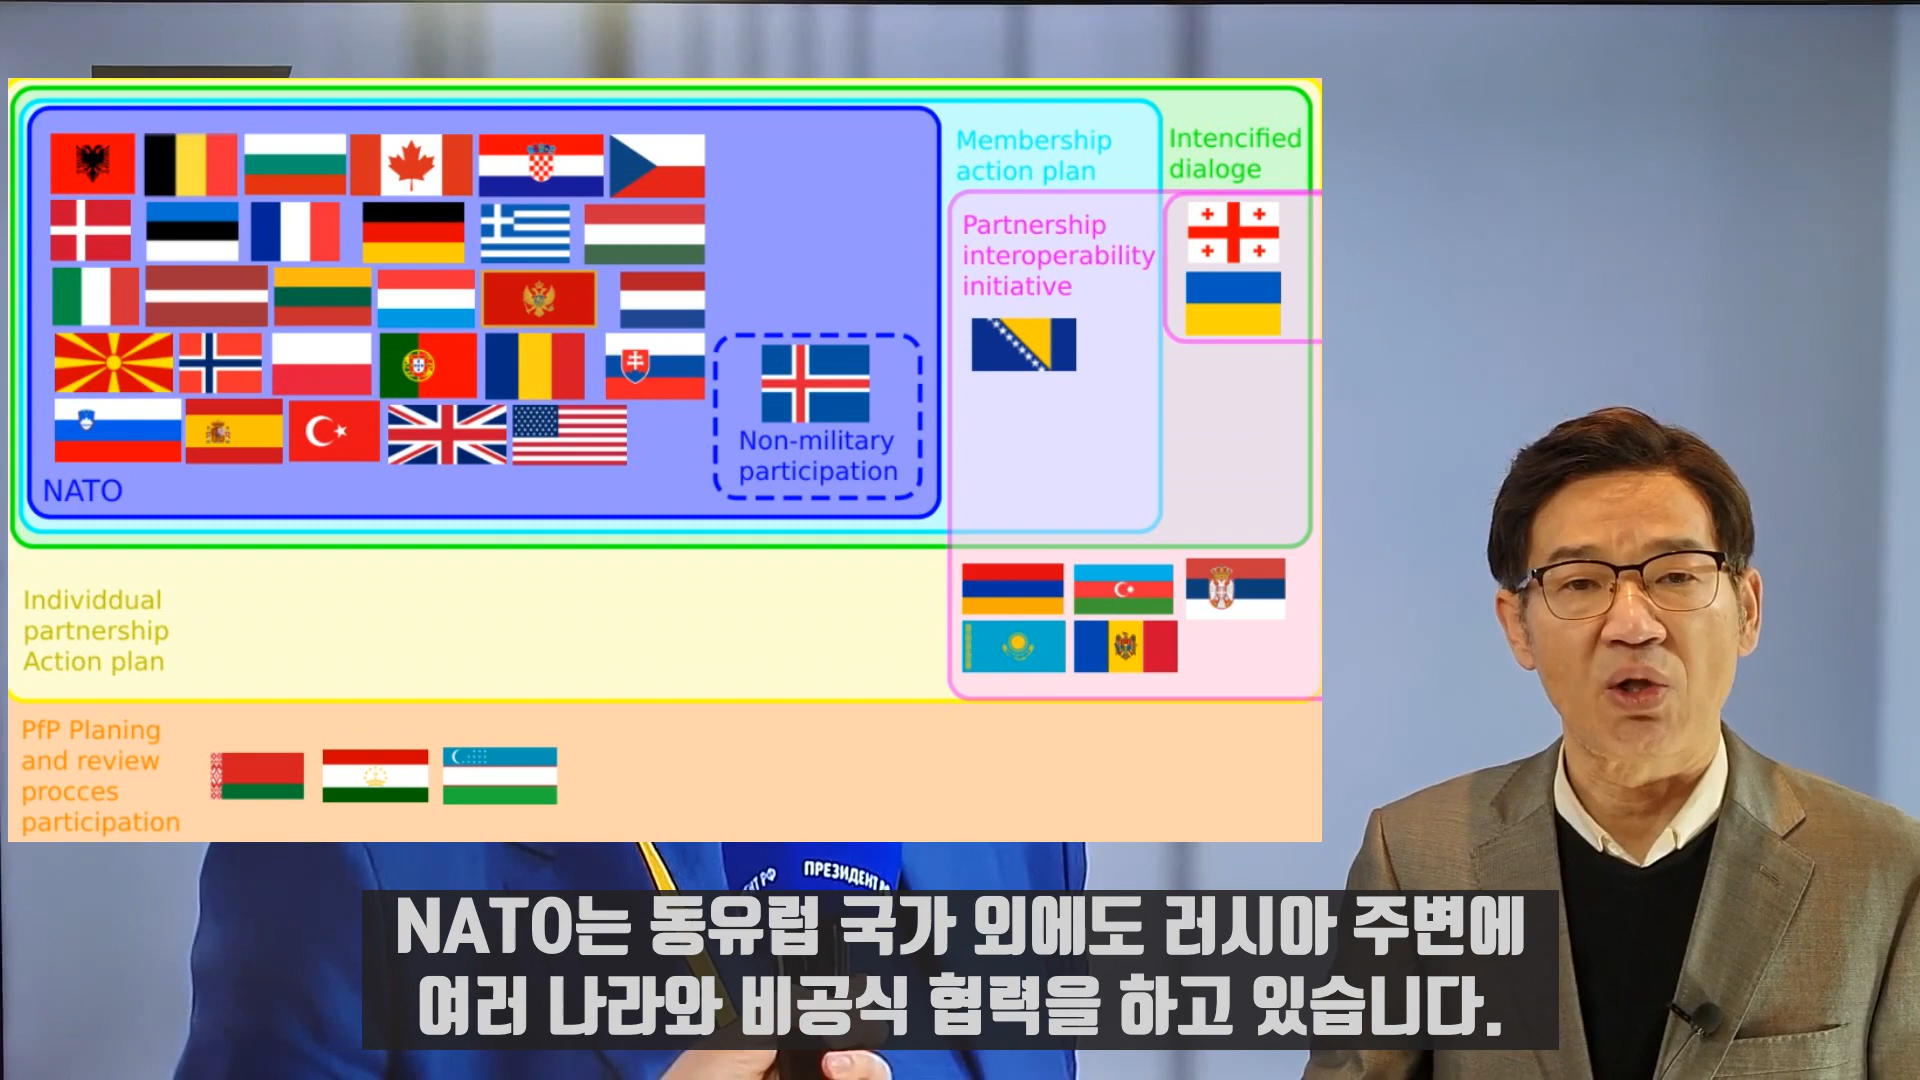 Membership
action plan
Intencified
dialoge
Partnership
interoperability
initiative
Non-military
participation
NATO
Individdual
partnership
Action plan
PfP Planing
and review
procces
participation
ПРЕЗИДЕНТ
NATO는 동유럽 국가 외에도 러시아 주변에
여러 나라와 비공식 협력을 하고 있습니다.